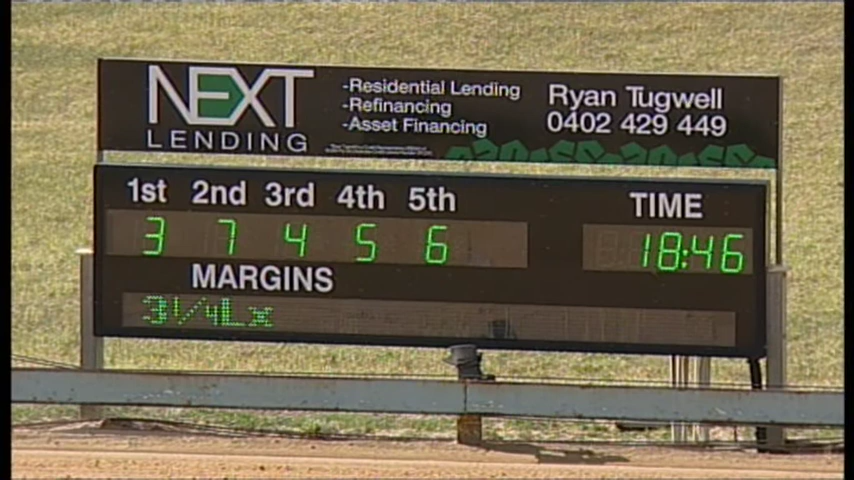 NEXT
LENDING
-Residential Lending
-Refinancing
-Asset Financing
Ryan Tugwell
0402 429 449
1st 2nd 3rd 4th 5th TIME
3 7 4 5 6 18:46
MARGINS
3¼Lx